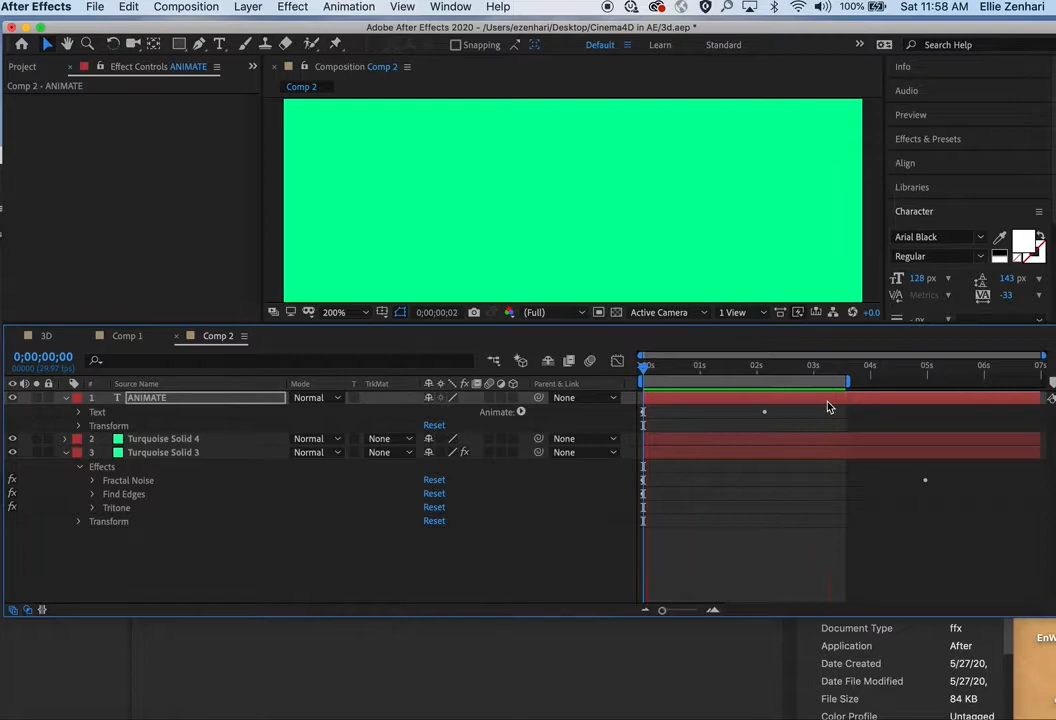 After Effects File Edit Composition Layer Effect Animation View Window Help 100% Sat 11:58 AM Ellie Zenhari
Adobe After Effects 2020 - /Users/ezenhari/Desktop/Cinema4D in AE/3d.aep *
Snapping Default Learn Standard Search Help
Project Effect Controls ANIMATE Composition Comp 2 Info
Comp 2 - ANIMATE Comp 2
Audio
Preview
Effects & Presets
Align
Libraries
Character
Arial Black
Regular
128 px 143 px
Metrics -33
- px
200% 0;00;00;02 (Full) Active Camera 1 View +0.0
3D Comp 1 Comp 2
0;00;00;00
00000 (29.97 fps)
:00s 01s 02s 03s 04s 05s 06s 07s
# Source Name Mode T TrkMat Parent & Link
1 T ANIMATE Normal None
Text Animate:
Transform Reset
2 Turquoise Solid 4 Normal None None
3 Turquoise Solid 3 Normal None None
Effects
fx Fractal Noise Reset
fx Find Edges Reset
fx Tritone Reset
Transform Reset
Document Type ffx
Application After
Date Created 5/27/20,
Date File Modified 5/27/20,
File Size 84 KB
Color Profile Untagged